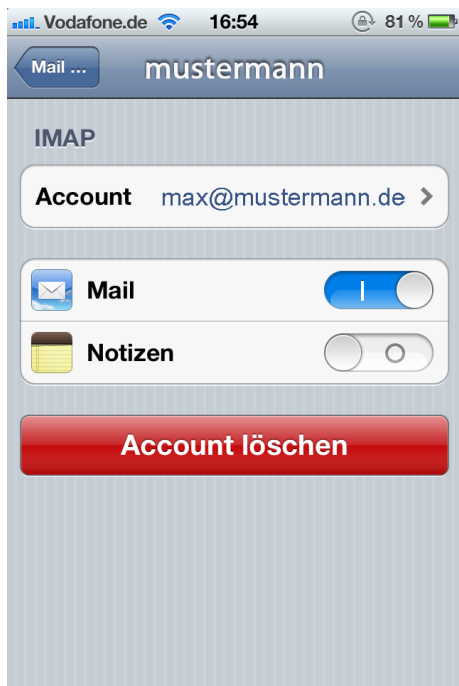 Vodafone.de 16:54 81 %
Mail ... mustermann
IMAP
Account max@mustermann.de
Mail
Notizen
Account löschen